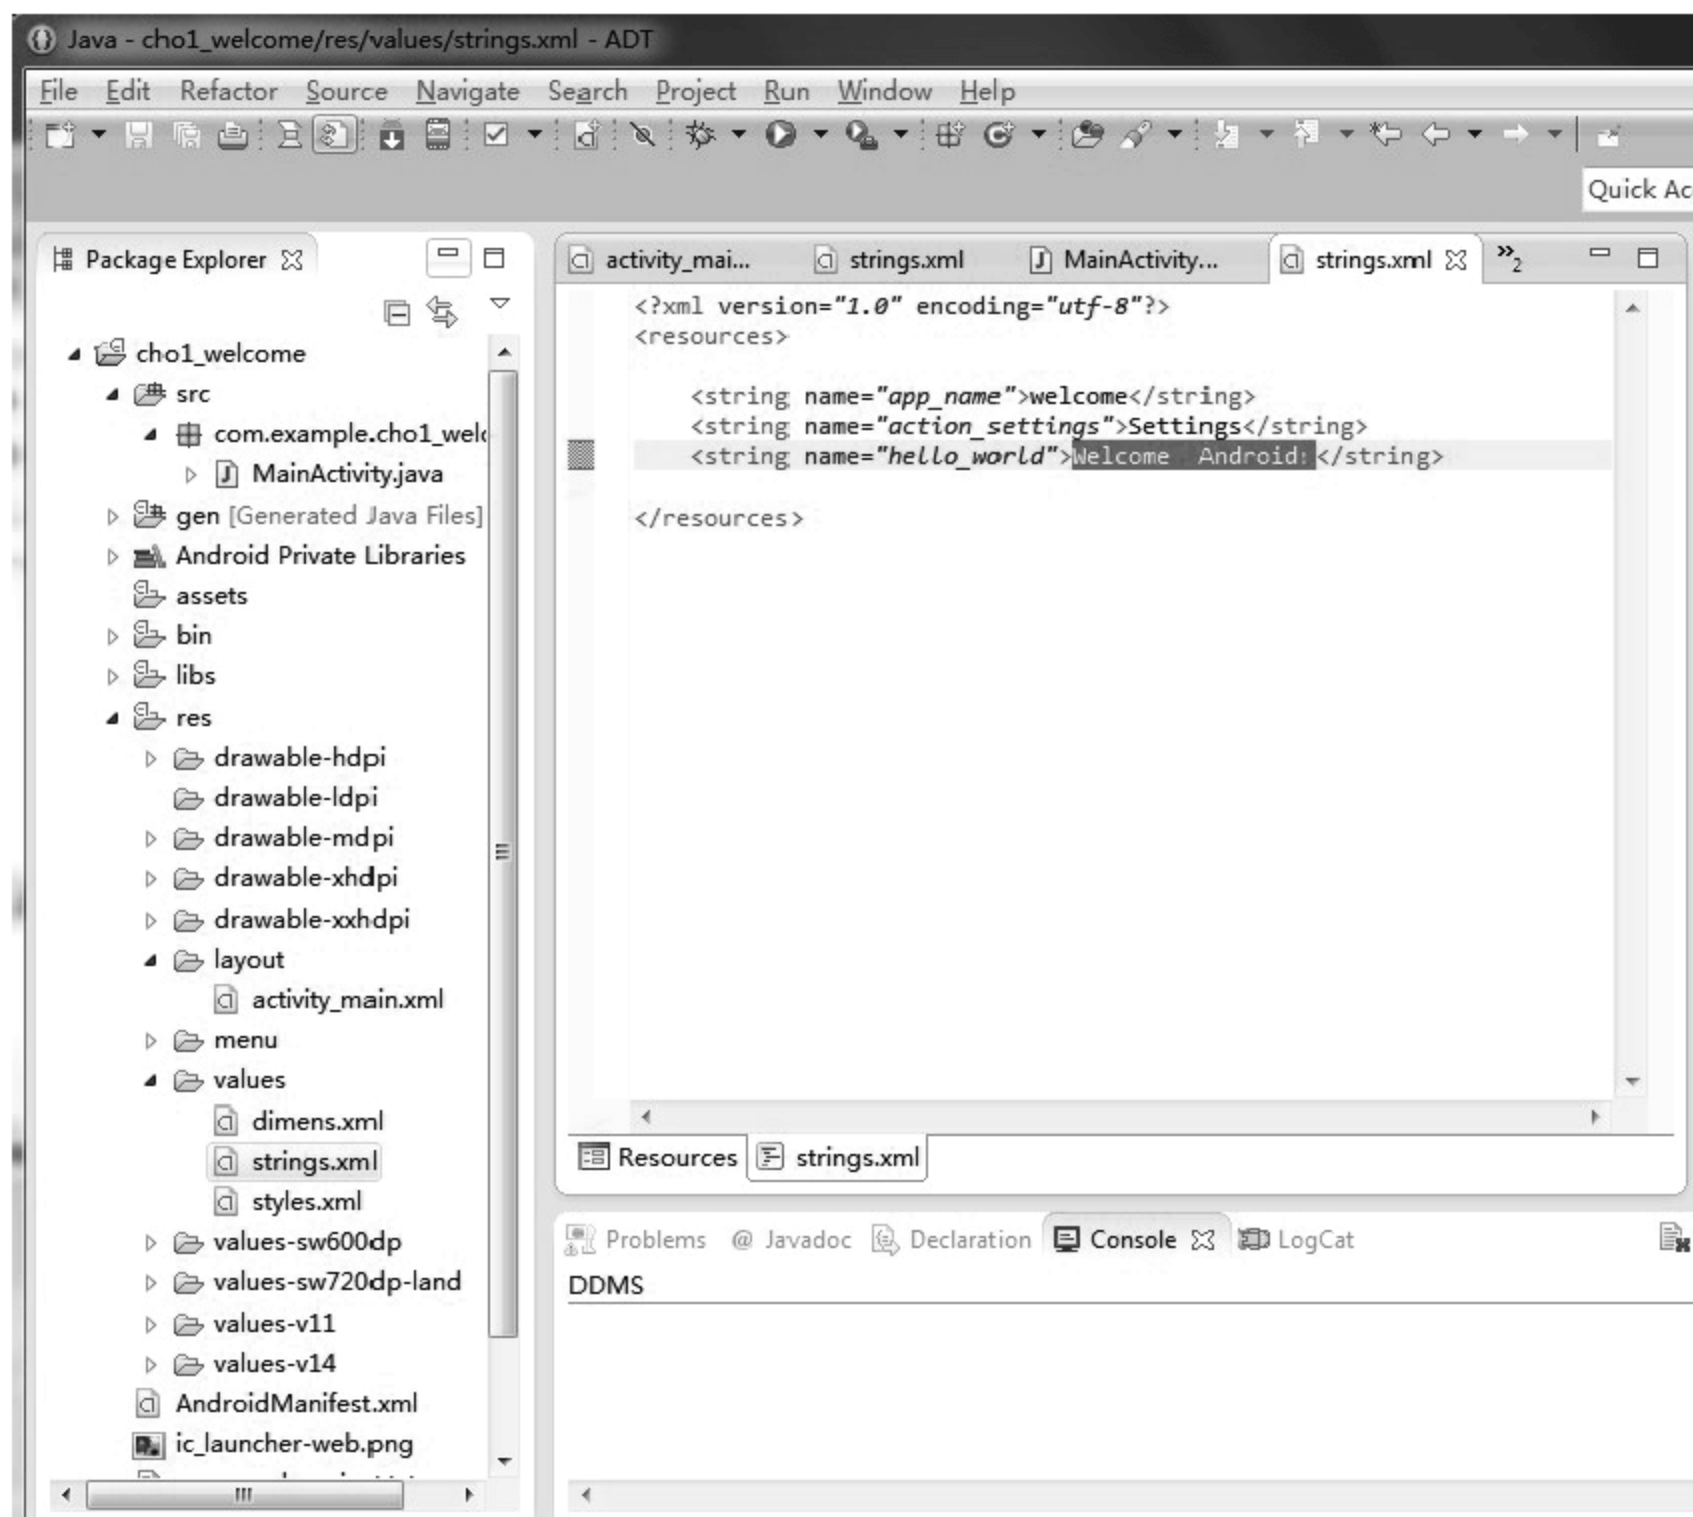 Java - cho1_welcome/res/values/strings.xml - ADT
File Edit Refactor Source Navigate Search Project Run Window Help
Quick Ac
Package Explorer
cho1_welcome
src
com.example.cho1_welc
MainActivity.java
gen [Generated Java Files]
Android Private Libraries
assets
bin
libs
res
drawable-hdpi
drawable-ldpi
drawable-mdpi
drawable-xhdpi
drawable-xxhdpi
layout
activity_main.xml
menu
values
dimens.xml
strings.xml
styles.xml
values-sw600dp
values-sw720dp-land
values-v11
values-v14
AndroidManifest.xml
ic_launcher-web.png
activity_mai... strings.xml MainActivity... strings.xml »2
<?xml version="1.0" encoding="utf-8"?>
<resources>
<string name="app_name">welcome</string>
<string name="action_settings">Settings</string>
<string name="hello_world">Welcome Android:</string>
</resources>
Resources strings.xml
Problems @ Javadoc Declaration Console LogCat
DDMS